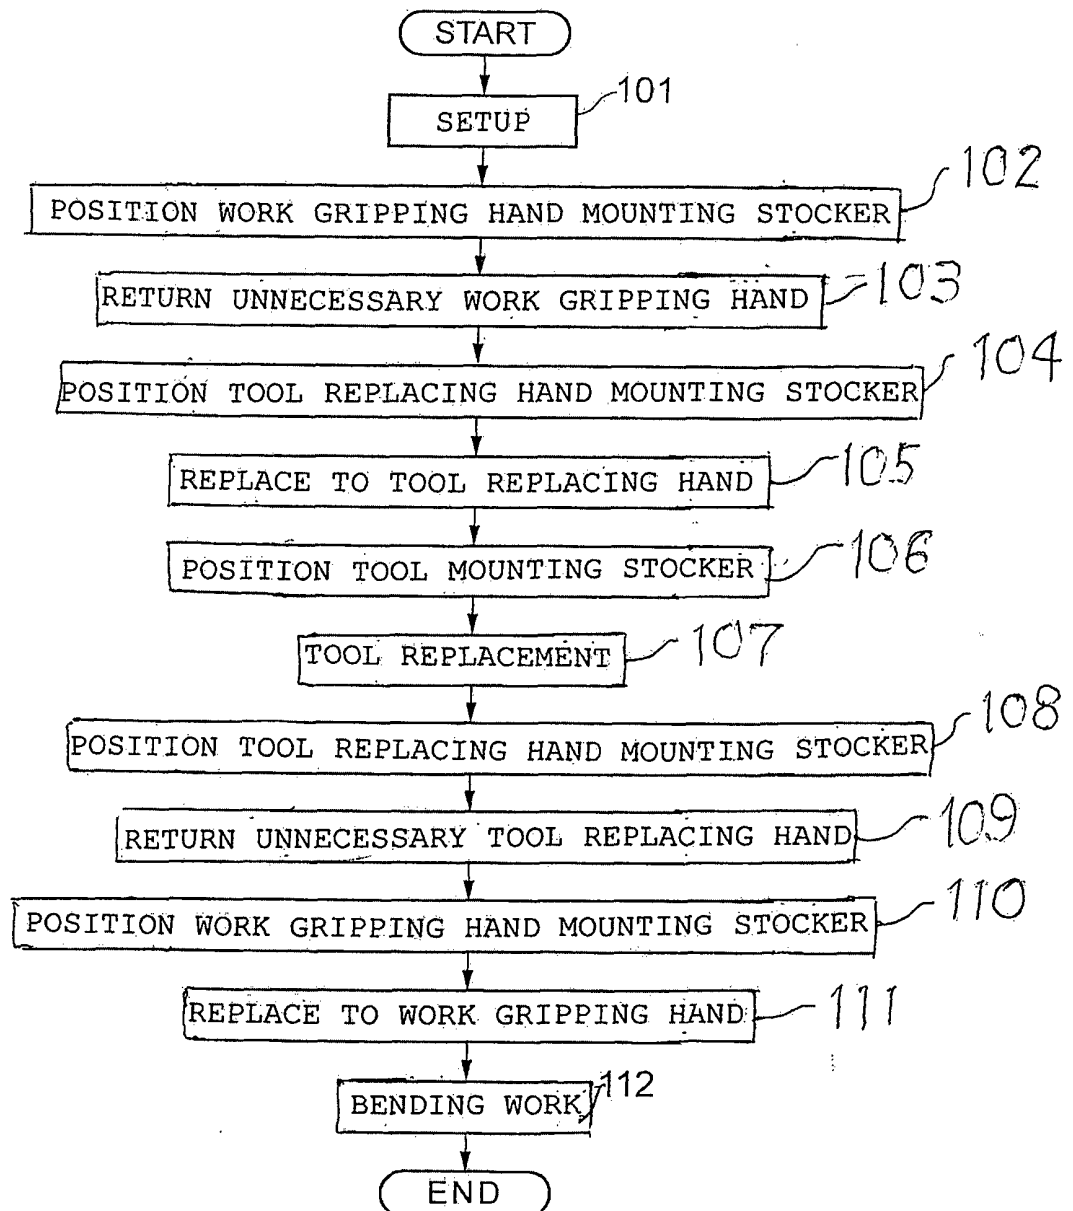 START
101
SETUP
102
POSITION WORK GRIPPING HAND MOUNTING STOCKER
103
RETURN UNNECESSARY WORK GRIPPING HAND
104
POSITION TOOL REPLACING HAND MOUNTING STOCKER
105
REPLACE TO TOOL REPLACING HAND
106
POSITION TOOL MOUNTING STOCKER
107
TOOL REPLACEMENT
108
POSITION TOOL REPLACING HAND MOUNTING STOCKER
109
RETURN UNNECESSARY TOOL REPLACING HAND
110
POSITION WORK GRIPPING HAND MOUNTING STOCKER
111
REPLACE TO WORK GRIPPING HAND
112
BENDING WORK
END